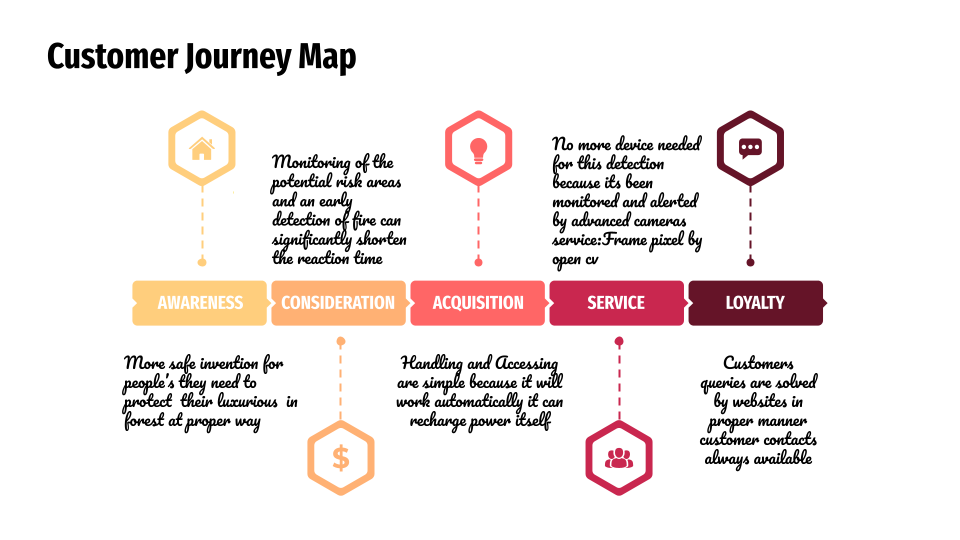 Customer Journey Map
Monitoring of the
potential risk areas
and an early
detection of fire can
significantly shorten
the reaction time
No more device needed
for this detection
because its been
monitored and alerted
by advanced cameras
service:Frame pixel by
open cv
AWARENESS
CONSIDERATION
ACQUISITION
SERVICE
LOYALTY
More safe invention for
people's they need to
protect their luxurious in
forest at proper way
Handling and Accessing
are simple because it will
work automatically it can
recharge power itself
Customers
queries are solved
by websites in
proper manner
customer contacts
always available
$